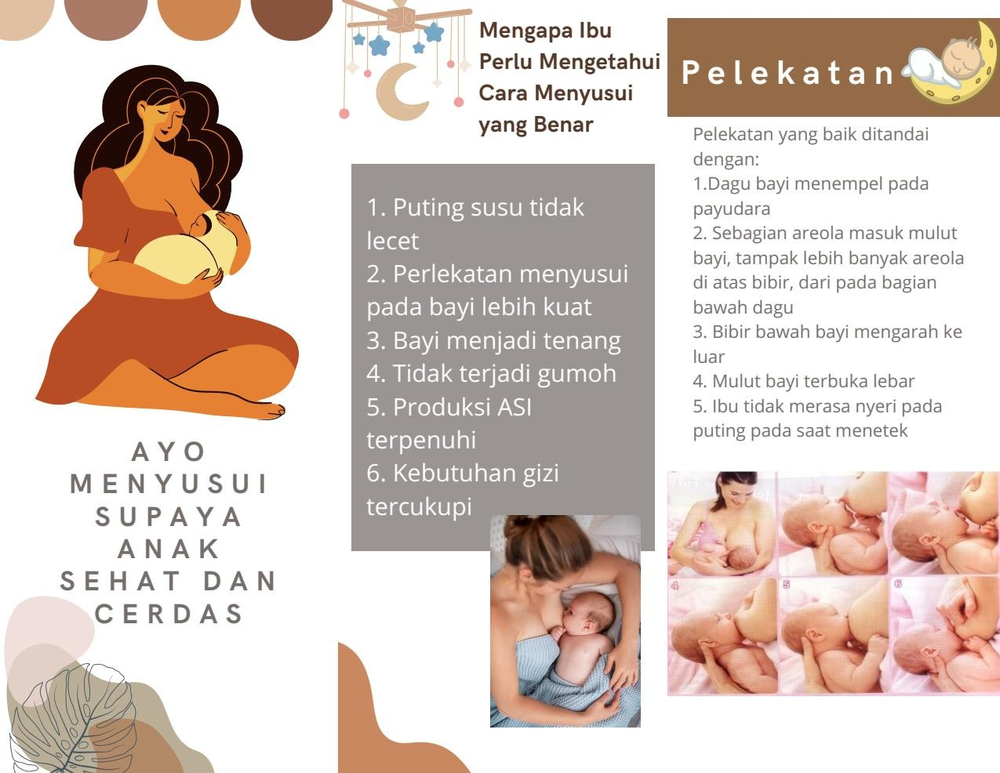 AYO
MENYUSUI
SUPAYA
ANAK
SEHAT DAN
CERDAS
Mengapa Ibu
Perlu Mengetahui
Cara Menyusui
yang Benar
1. Puting susu tidak
lecet
2. Perlekatan menyusui
pada bayi lebih kuat
3. Bayi menjadi tenang
4. Tidak terjadi gumoh
5. Produksi ASI
terpenuhi
6. Kebutuhan gizi
tercukupi
Pelekatan
Pelekatan yang baik ditandai
dengan:
1.Dagu bayi menempel pada
payudara
2. Sebagian areola masuk mulut
bayi, tampak lebih banyak areola
di atas bibir, dari pada bagian
bawah dagu
3. Bibir bawah bayi mengarah ke
luar
4. Mulut bayi terbuka lebar
5. Ibu tidak merasa nyeri pada
puting pada saat menetek
4
5
6